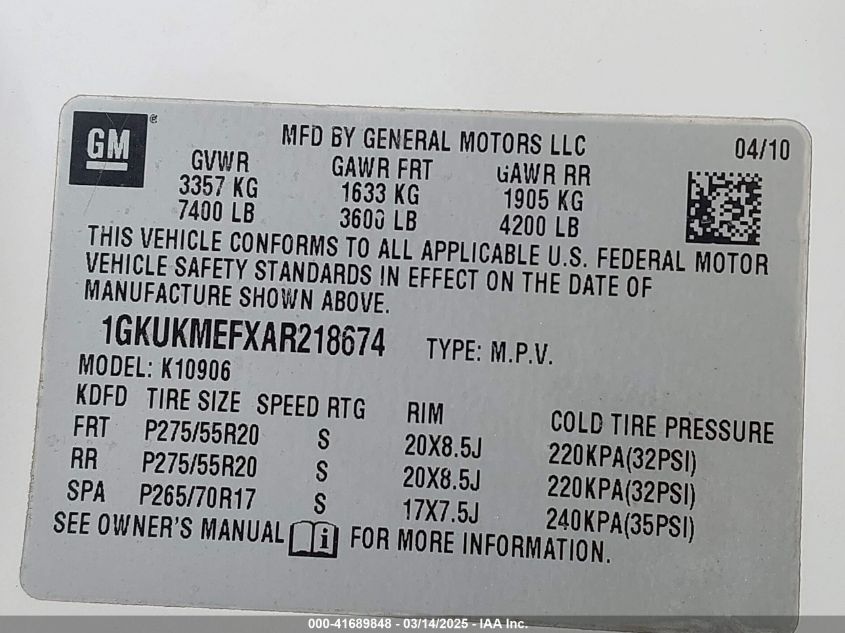 GM®
MFD BY GENERAL MOTORS LLC 04/10
GVWR GAWR FRT GAWR RR
3357 KG 1633 KG 1905 KG
7400 LB 3600 LB 4200 LB
THIS VEHICLE CONFORMS TO ALL APPLICABLE U.S. FEDERAL MOTOR
VEHICLE SAFETY STANDARDS IN EFFECT ON THE DATE OF
MANUFACTURE SHOWN ABOVE.
1GKUKMEFXAR218674 TYPE: M.P.V.
MODEL: K10906
KDFD TIRE SIZE SPEED RTG RIM COLD TIRE PRESSURE
FRT P275/55R20 S 20X8.5J 220KPA(32PSI)
RR P275/55R20 S 20X8.5J 220KPA(32PSI)
SPA P265/70R17 S 17X7.5J 240KPA(35PSI)
SEE OWNER'S MANUAL i FOR MORE INFORMATION.
000-41689848 - 03/14/2025 - IAA Inc.